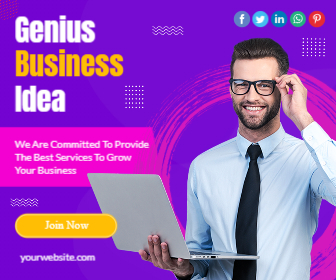 Genius
Business
Idea
We Are Committed To Provide
The Best Services To Grow
Your Business
Join Now
yourwebsite.com